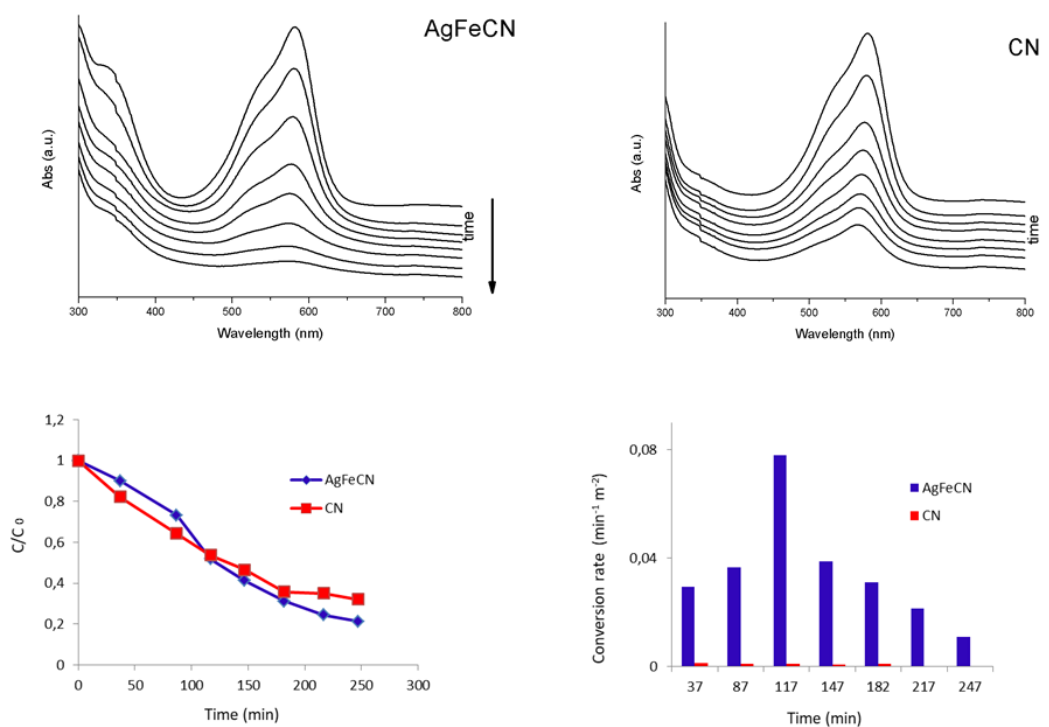 AgFeCN
Abs (a.u.)
300 400 500 600 700 800
Wavelength (nm)
time
CN
Abs (a.u.)
300 400 500 600 700 800
Wavelength (nm)
time
1,2
1
0,8
0,6
0,4
0,2
0
C/C 0
0 50 100 150 200 250 300
Time (min)
AgFeCN
CN
0,08
0,04
0
Conversion rate (min⁻¹ m⁻²)
37 87 117 147 182 217 247
Time (min)
AgFeCN
CN